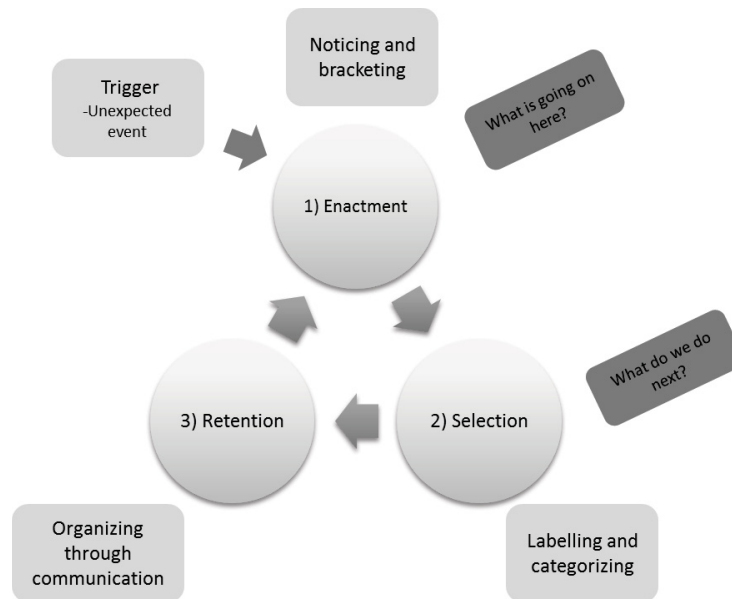 Noticing and
bracketing
Trigger
-Unexpected
event
What is going on
here?
1) Enactment
What do we do
next?
3) Retention
2) Selection
Organizing
through
communication
Labelling and
categorizing